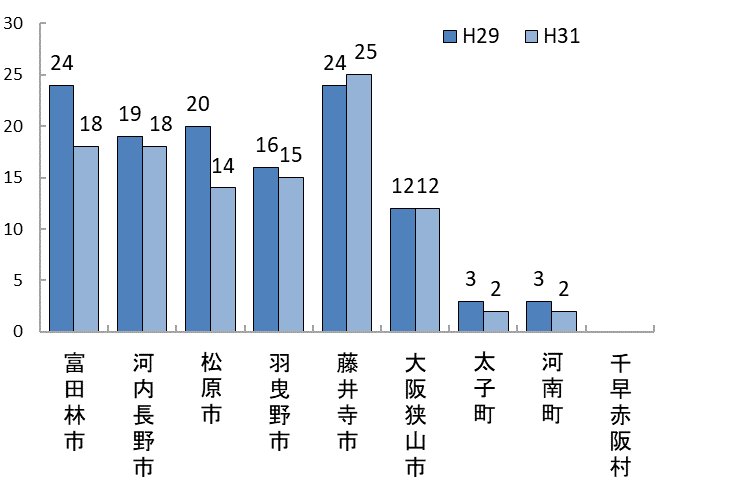 30
25
20
15
10
5
0
H29 H31
24 18
19 18
20 14
16 15
24 25
12 12
3 2
3 2
富田林市
河内長野市
松原市
羽曳野市
藤井寺市
大阪狭山市
太子町
河南町
千早赤阪村